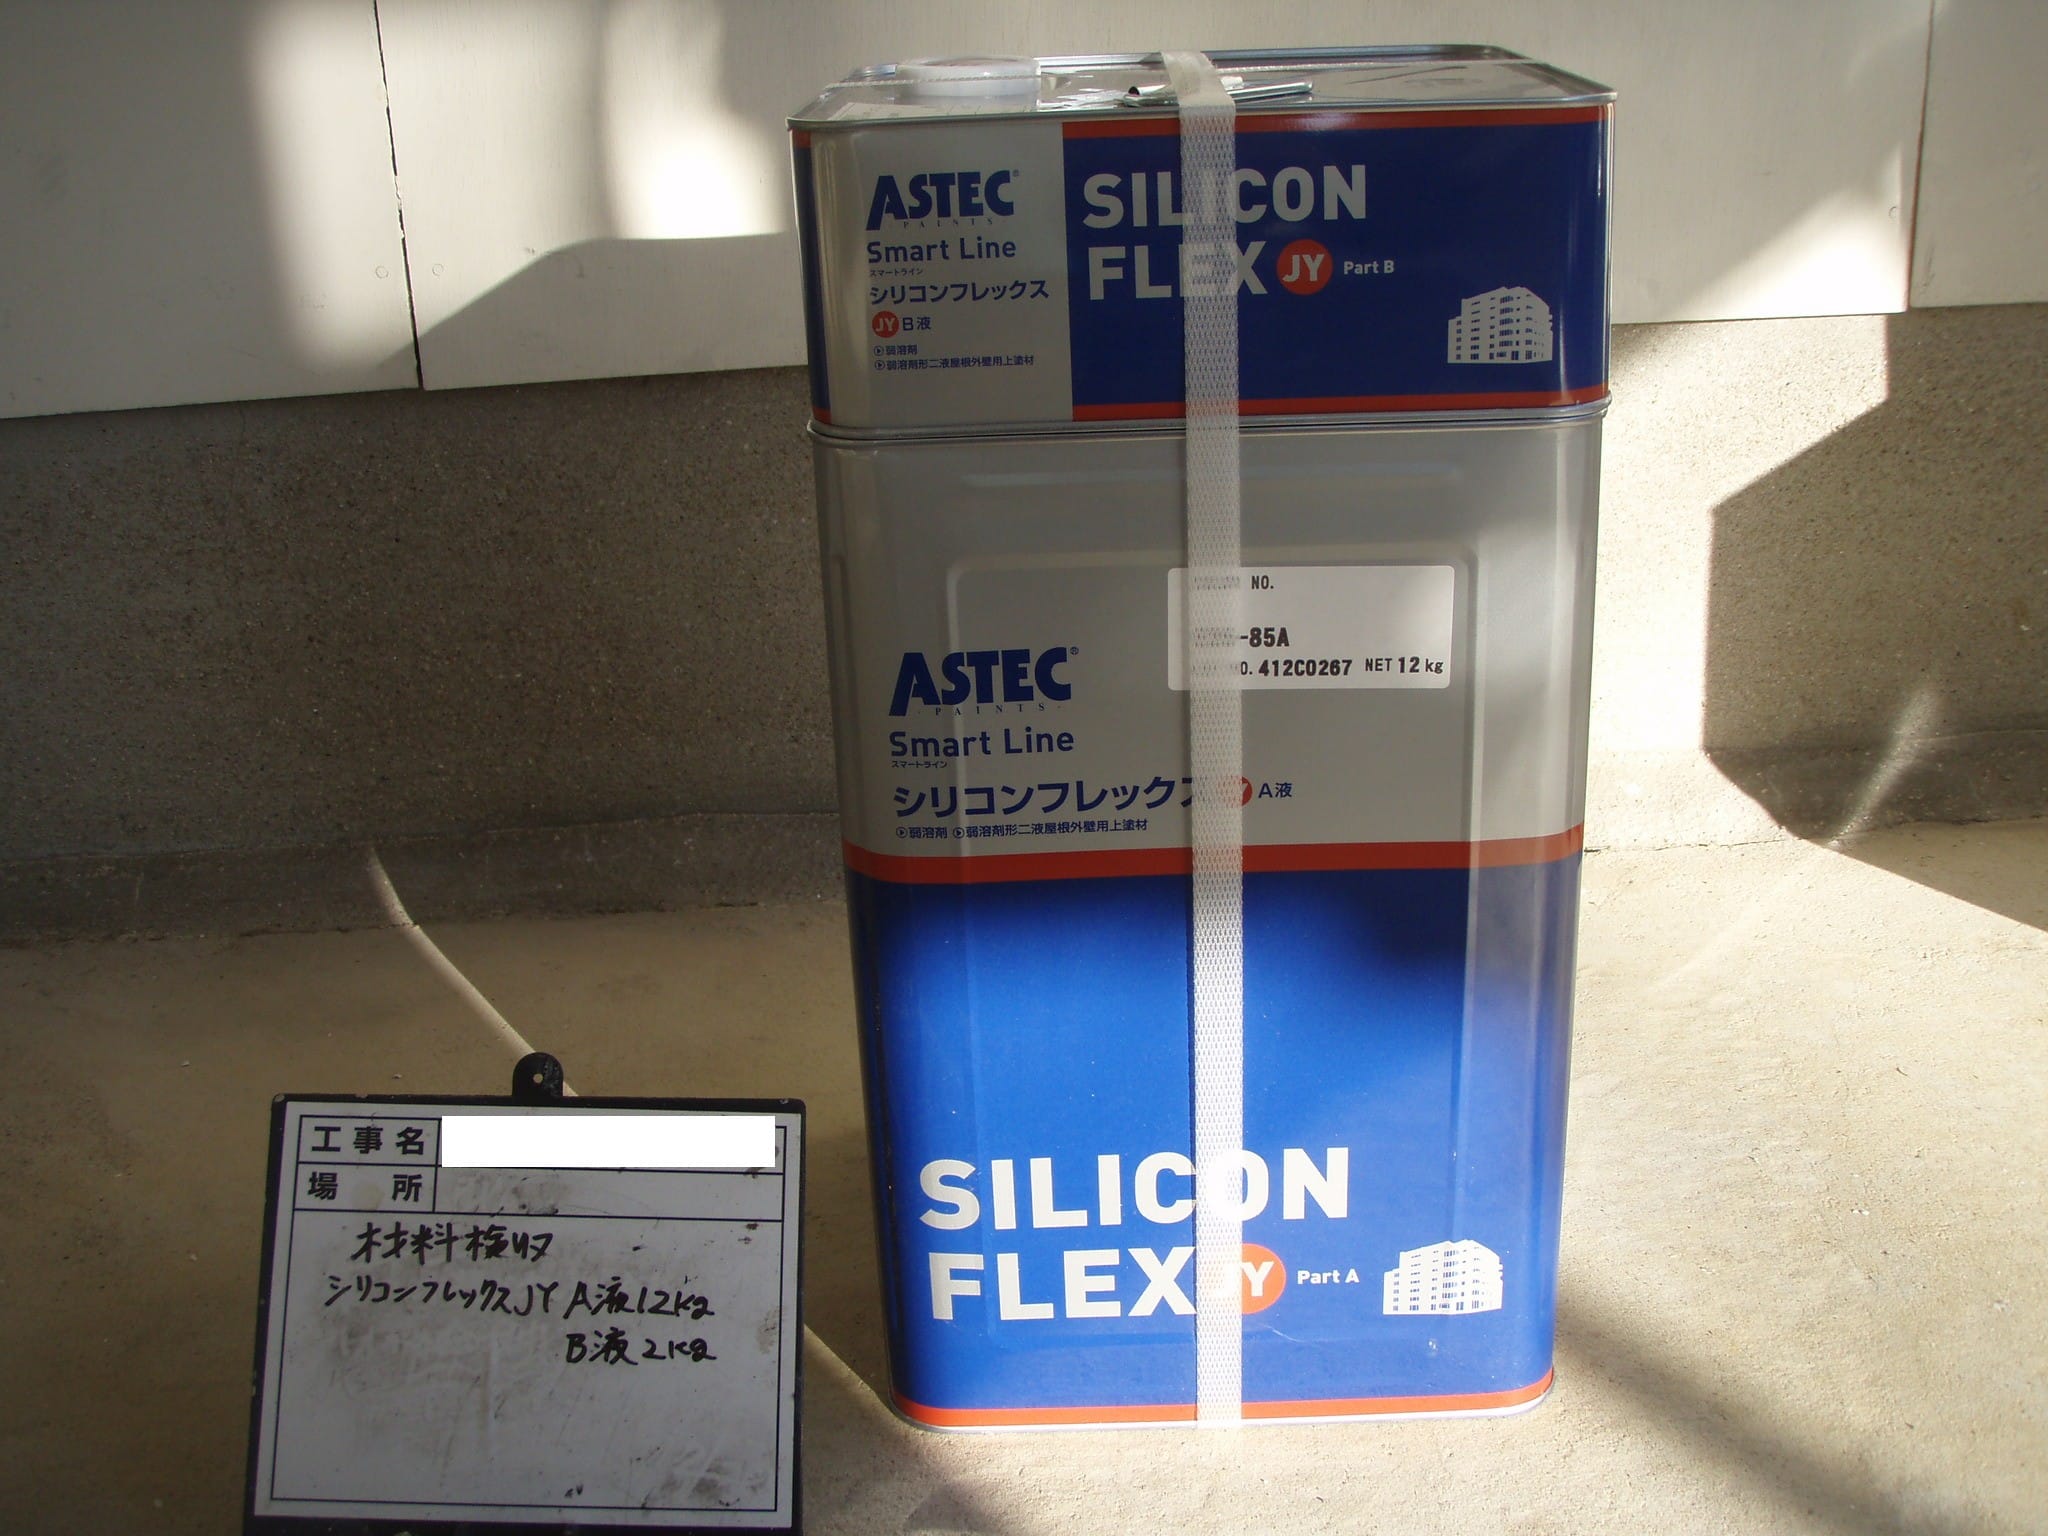 ASTEC®
PAINTS
Smart Line
スマートライン
シリコンフレックス
JY B液
弱溶剤
弱溶剤形二液屋根外壁用上塗材
SILICON
FLEX JY Part B
NO.
-85A
412C0267 NET 12 kg
ASTEC®
PAINTS
Smart Line
スマートライン
シリコンフレックス A液
弱溶剤 弱溶剤形二液屋根外壁用上塗材
SILICON
FLEX JY Part A
工事名
場所
材料検収
シリコンフレックスJY A液12kg
B液2kg